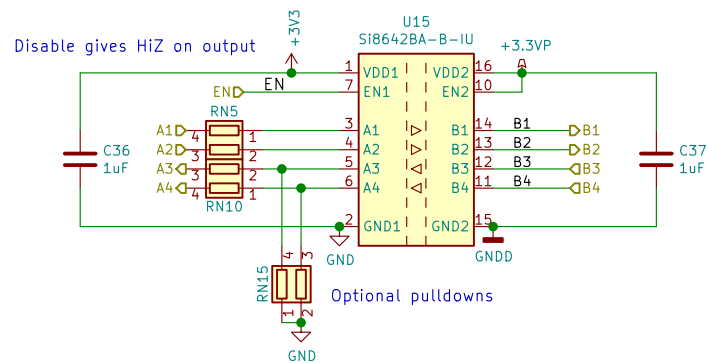 U15
Si8642BA-B-IU
Disable gives HiZ on output
+3V3
+3.3VP
1 VDD1 VDD2 16
EN EN 7 EN1 EN2 10
RN5
A1 4 1 3 A1 B1 14 B1 B1
A2 3 2 4 A2 B2 13 B2 B2
A3 3 2 5 A3 B3 12 B3 B3
A4 4 1 6 A4 B4 11 B4 B4
RN10
C36
1uF
C37
1uF
2 GND1 GND2 15
GND
GNDD
4 3
RN15
1 2
Optional pulldowns
GND